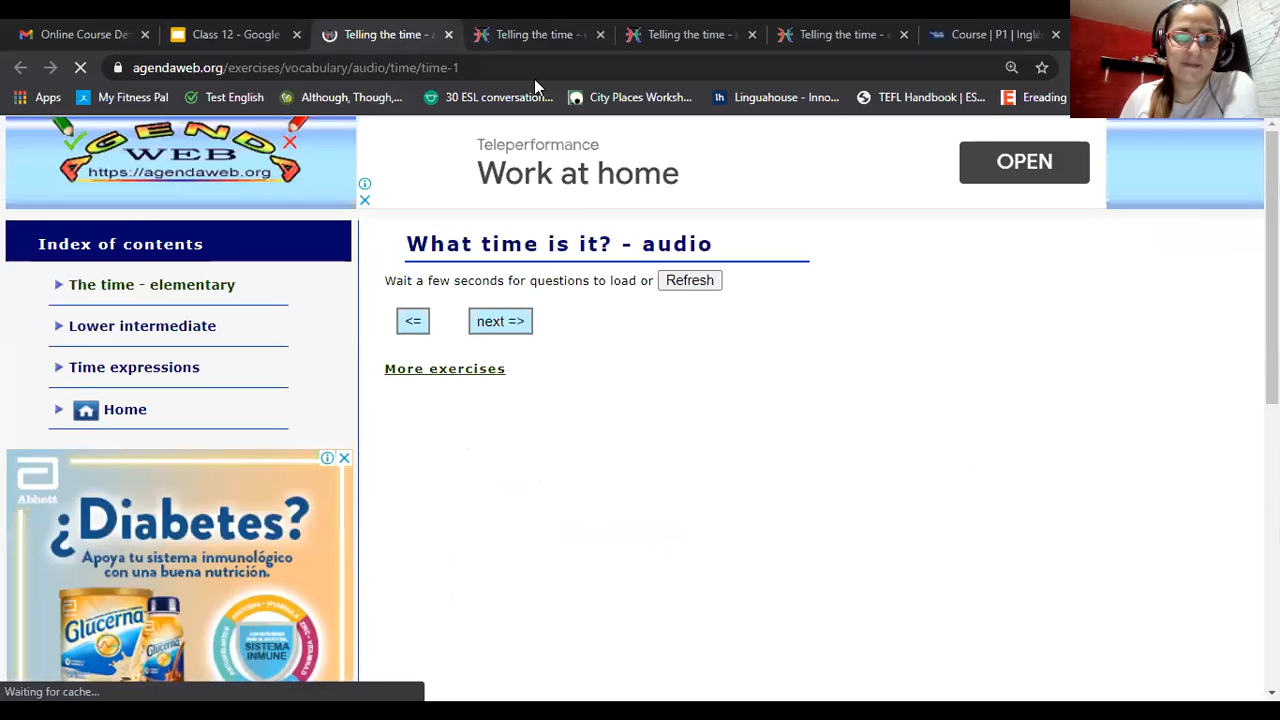 Online Course De
Class 12 - Google
Telling the time - a
Telling the time - e
Telling the time - x
Telling the time - e
Course | P1 | Inglés
agendaweb.org/exercises/vocabulary/audio/time/time-1
Apps
My Fitness Pal
Test English
Although, Though,...
30 ESL conversation...
City Places Worksh...
Linguahouse - Inno...
TEFL Handbook | ES...
Ereading
AGENDA
WEB
https://agendaweb.org
Teleperformance
Work at home
OPEN
Index of contents
The time - elementary
Lower intermediate
Time expressions
Home
What time is it? - audio
Wait a few seconds for questions to load or Refresh
<= next =>
More exercises
Abbott
¿Diabetes?
Apoya tu sistema inmunológico
con una buena nutrición.
Glucerna
Glucerna
SISTEMA
INMUNE
Waiting for cache...